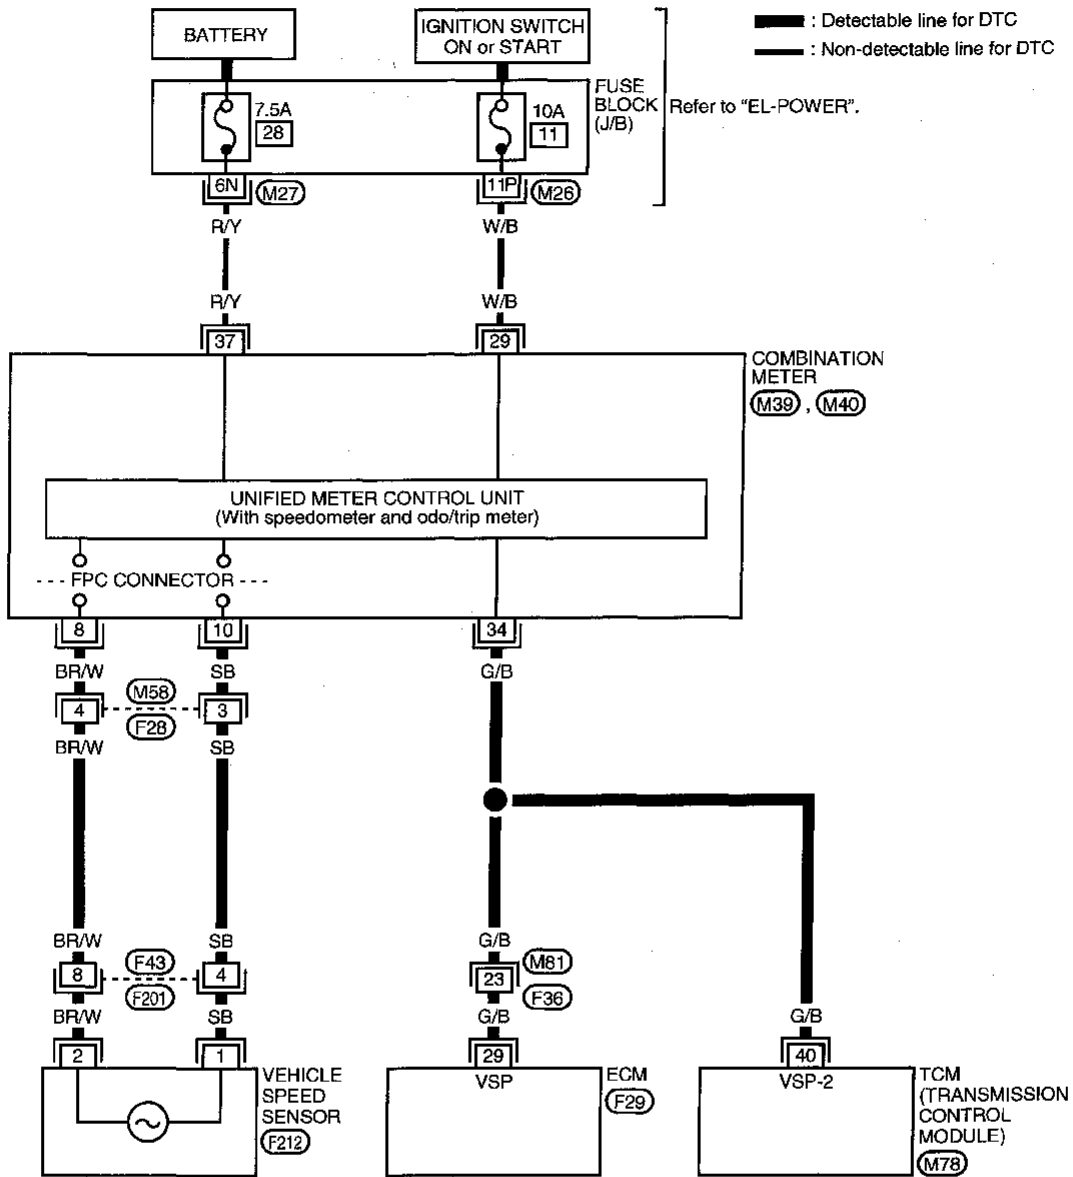 BATTERY
IGNITION SWITCH
ON or START
: Detectable line for DTC
: Non-detectable line for DTC
7.5A
28
10A
11
FUSE
BLOCK
(J/B)
Refer to "EL-POWER".
6N
M27
11P
M26
R/Y
W/B
R/Y
W/B
37
29
COMBINATION
METER
M39 , M40
UNIFIED METER CONTROL UNIT
(With speedometer and odo/trip meter)
FPC CONNECTOR
8
10
34
BR/W
SB
G/B
M58
4
3
F28
BR/W
SB
BR/W
SB
G/B
F43
M81
8
4
23
F201
F36
BR/W
SB
G/B
G/B
2
1
29
40
VSP
VSP-2
VEHICLE
SPEED
SENSOR
F212
ECM
F29
TCM
(TRANSMISSION
CONTROL
MODULE)
M78